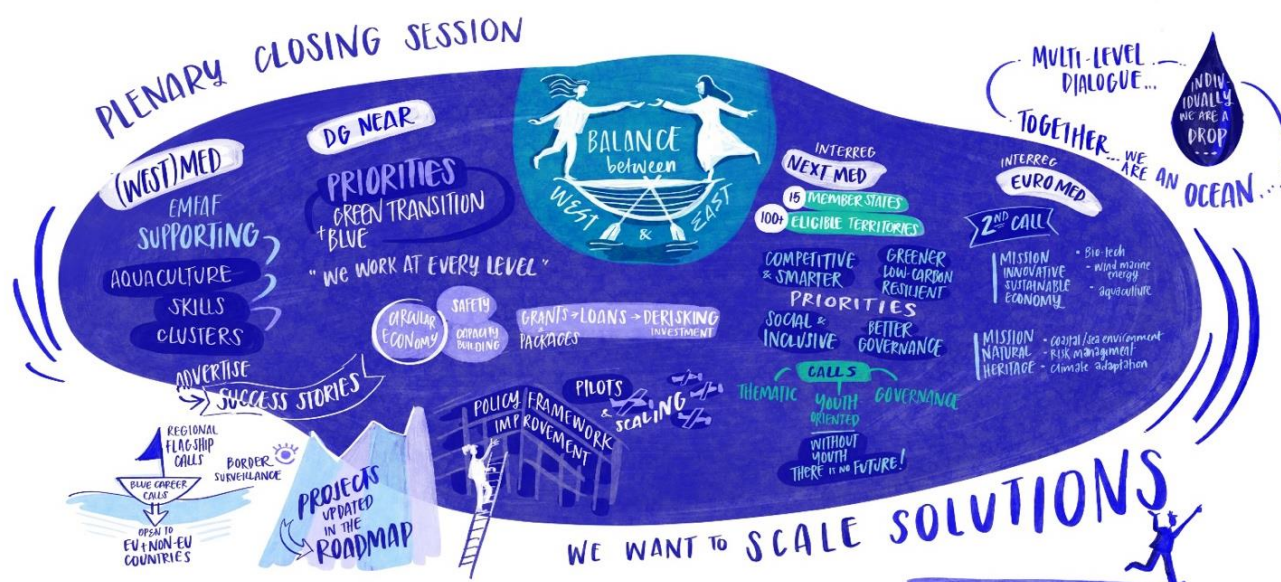 PLENARY CLOSING SESSION
(WEST)MED
EMFAF
SUPPORTING
AQUACULTURE
SKILLS
CLUSTERS
ADVERTISE
SUCCESS STORIES
REGIONAL
FLAGSHIP
CALLS
BLUE CAREER
CALLS
OPEN TO
EU + NON-EU
COUNTRIES
BORDER
SURVEILLANCE
DG NEAR
PRIORITIES
GREEN TRANSITION
+ BLUE
"WE WORK AT EVERY LEVEL"
CIRCULAR
ECONOMY
SAFETY
CAPACITY
BUILDING
GRANTS → LOANS → DERISKING
& PACKAGES
INVESTMENT
PROJECTS
UPDATED
IN THE
ROADMAP
POLICY FRAMEWORK
IMPROVEMENT
PILOTS
& SCALING
BALANCE
between
WEST & EAST
INTERREG
NEXT MED
15 MEMBER STATES
100+ ELIGIBLE TERRITORIES
COMPETITIVE
& SMARTER
GREENER
LOW-CARBON
RESILIENT
PRIORITIES
SOCIAL &
INCLUSIVE
BETTER
GOVERNANCE
CALLS
THEMATIC
YOUTH
ORIENTED
GOVERNANCE
WITHOUT
YOUTH
THERE is NO FUTURE!
INTERREG
EURO MED
2ND CALL
MISSION
INNOVATIVE
SUSTAINABLE
ECONOMY
• Bio-tech
- wind marine
energy
- aquaculture
MISSION
NATURAL
HERITAGE
• coastal/sea environment
- risk management
- climate adaptation
MULTI-LEVEL
DIALOGUE...
INDIV-
IDUALLY
WE ARE A
DROP
TOGETHER... WE
ARE AN
OCEAN...
WE WANT TO SCALE SOLUTIONS